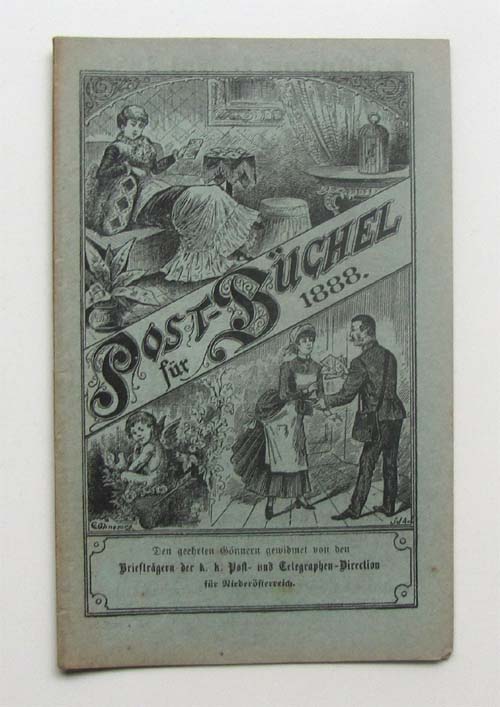 Post-Büchel
für 1888.
Den geehrten Gönnern gewidmet von den
Briefträgern der k. k. Post- und Telegraphen-Direction
für Niederösterreich.